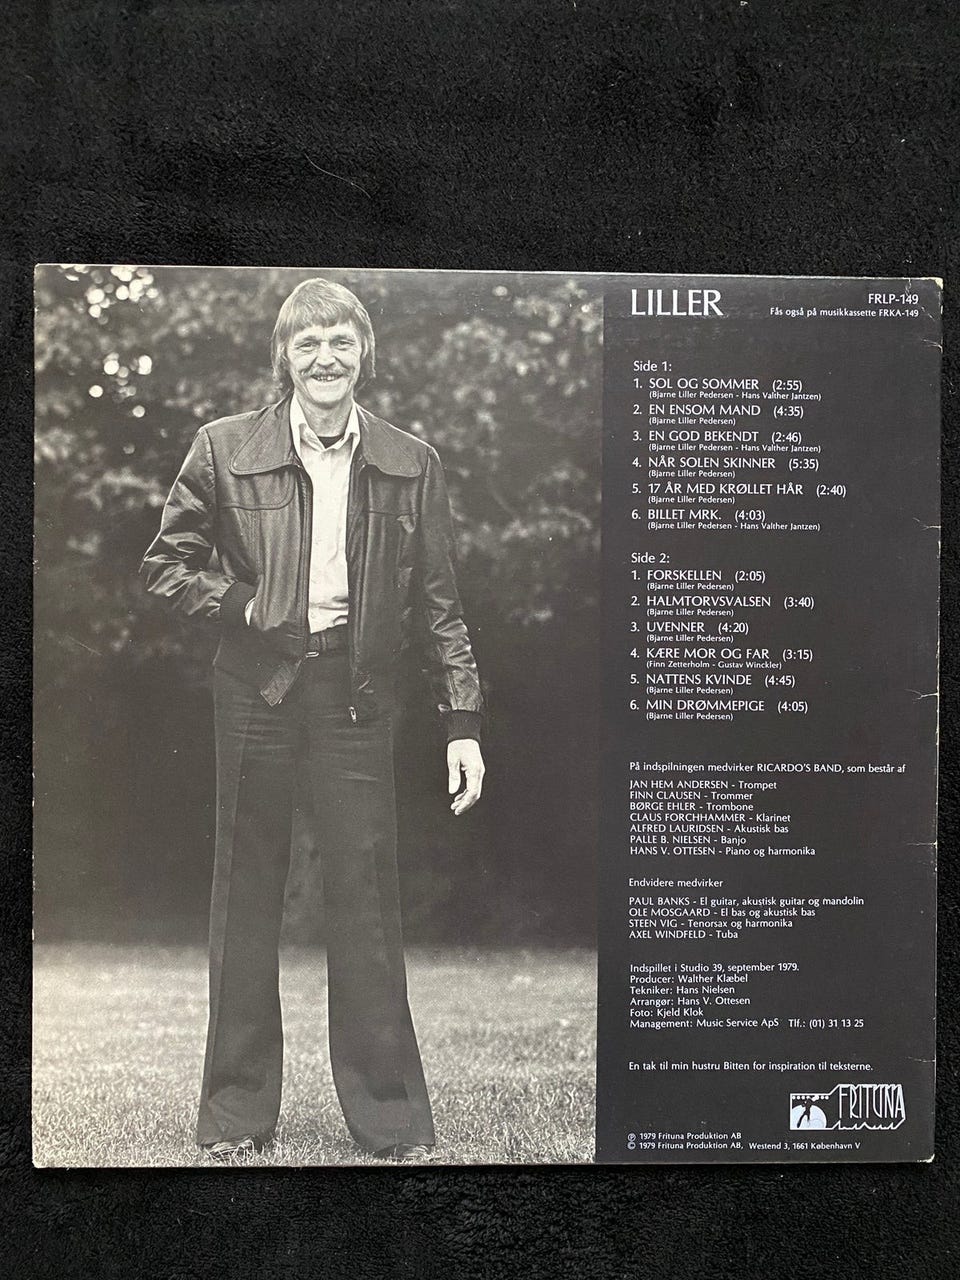 LILLER
FRLP-149
Fås også på musikkassette FRKA-149
Side 1:
1. SOL OG SOMMER (2:55)
(Bjarne Liller Pedersen - Hans Valther Jantzen)
2. EN ENSOM MAND (4:35)
(Bjarne Liller Pedersen)
3. EN GOD BEKENDT (2:46)
(Bjarne Liller Pedersen - Hans Valther Jantzen)
4. NÅR SOLEN SKINNER (5:35)
(Bjarne Liller Pedersen)
5. 17 ÅR MED KRØLLET HÅR (2:40)
(Bjarne Liller Pedersen)
6. BILLET MRK. (4:03)
(Bjarne Liller Pedersen - Hans Valther Jantzen)
Side 2:
1. FORSKELLEN (2:05)
(Bjarne Liller Pedersen)
2. HALMTORVSVALSEN (3:40)
(Bjarne Liller Pedersen)
3. UVENNER (4:20)
(Bjarne Liller Pedersen)
4. KÆRE MOR OG FAR (3:15)
(Finn Zetterholm - Gustav Winckler)
5. NATTENS KVINDE (4:45)
(Bjarne Liller Pedersen)
6. MIN DRØMMEPIGE (4:05)
(Bjarne Liller Pedersen)
På indspilningen medvirker RICARDO'S BAND, som består af
JAN HEM ANDERSEN - Trompet
FINN CLAUSEN - Trommer
BØRGE EHLER - Trombone
CLAUS FORCHHAMMER - Klarinet
ALFRED LAURIDSEN - Akustisk bas
PALLE B. NIELSEN - Banjo
HANS V. OTTESEN - Piano og harmonika
Endvidere medvirker
PAUL BANKS - El guitar, akustisk guitar og mandolin
OLE MOSGAARD - El bas og akustisk bas
STEEN VIG - Tenorsax og harmonika
AXEL WINDFELD - Tuba
Indspillet i Studio 39, september 1979.
Producer: Walther Klæbel
Tekniker: Hans Nielsen
Arrangør: Hans V. Ottesen
Foto: Kjeld Klok
Management: Music Service ApS Tlf.: (01) 31 13 25
En tak til min hustru Bitten for inspiration til teksterne.
FRITUNA
℗ 1979 Frituna Produktion AB
© 1979 Frituna Produktion AB, Westend 3, 1661 København V